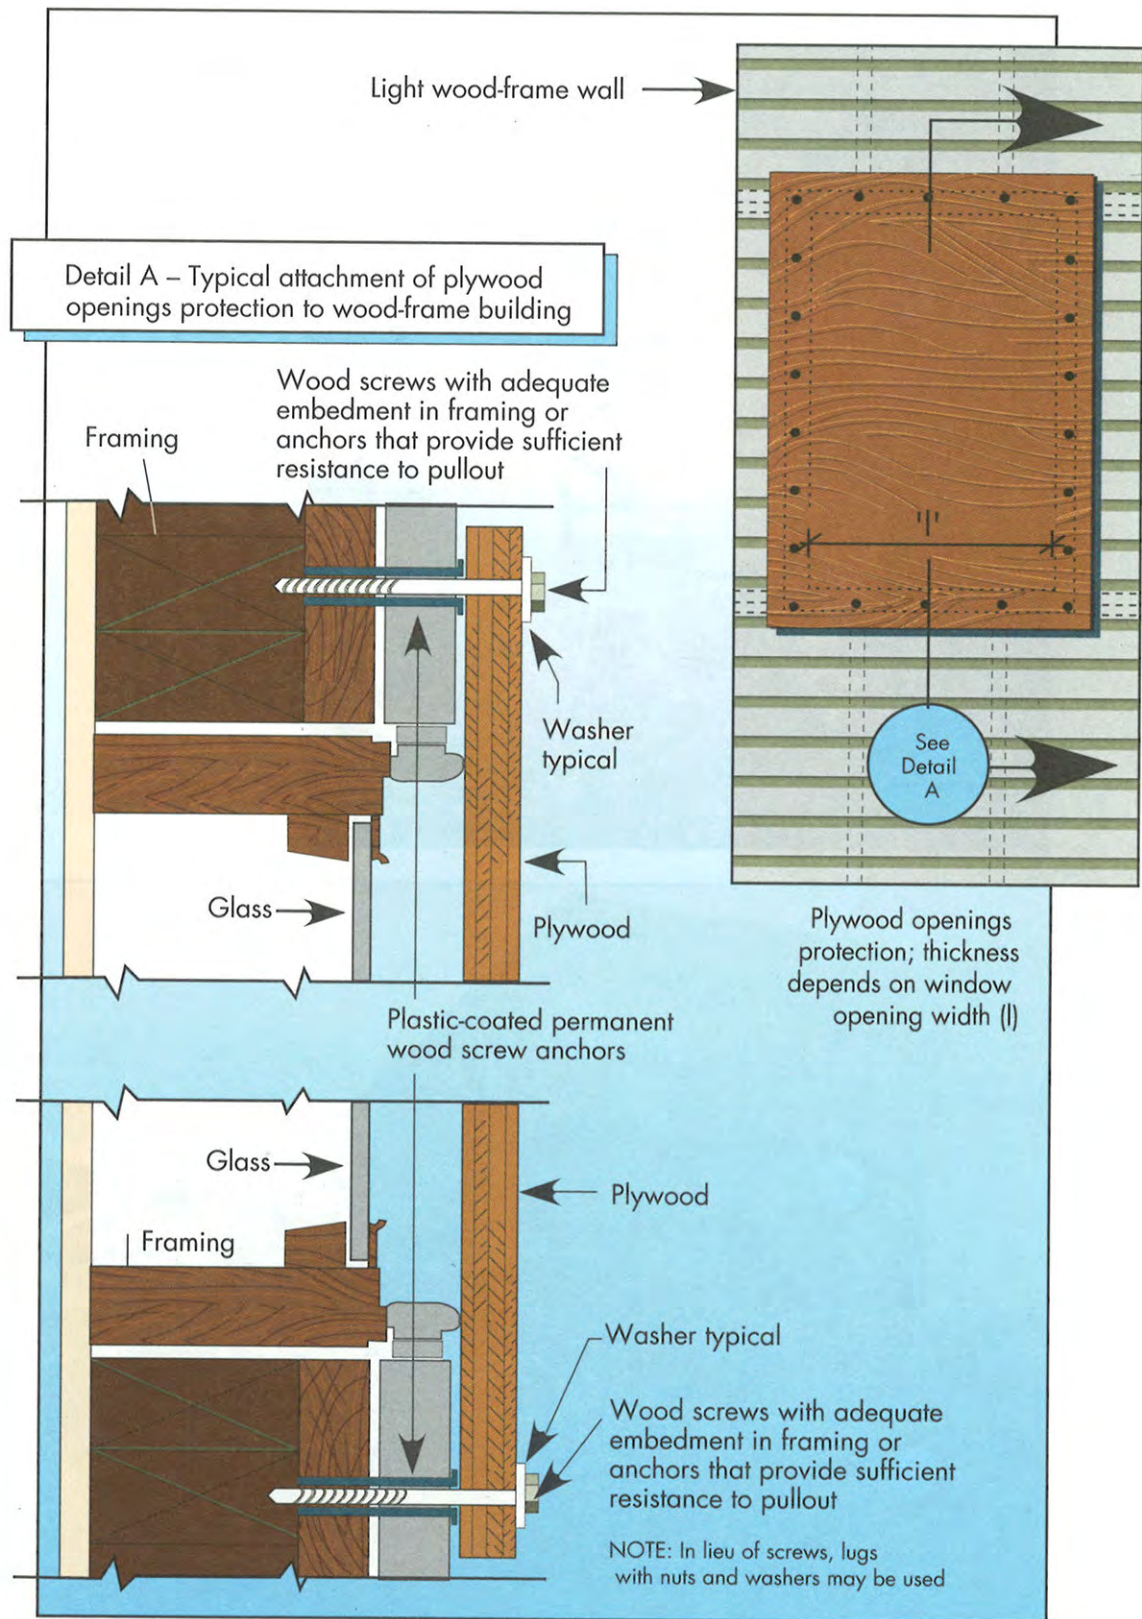 Light wood-frame wall
Detail A – Typical attachment of plywood
openings protection to wood-frame building
Wood screws with adequate
embedment in framing or
anchors that provide sufficient
resistance to pullout
Framing
"l"
Washer
typical
See
Detail
A
Glass
Plywood
Plywood openings
protection; thickness
depends on window
opening width (l)
Plastic-coated permanent
wood screw anchors
Glass
Plywood
Framing
Washer typical
Wood screws with adequate
embedment in framing or
anchors that provide sufficient
resistance to pullout
NOTE: In lieu of screws, lugs
with nuts and washers may be used